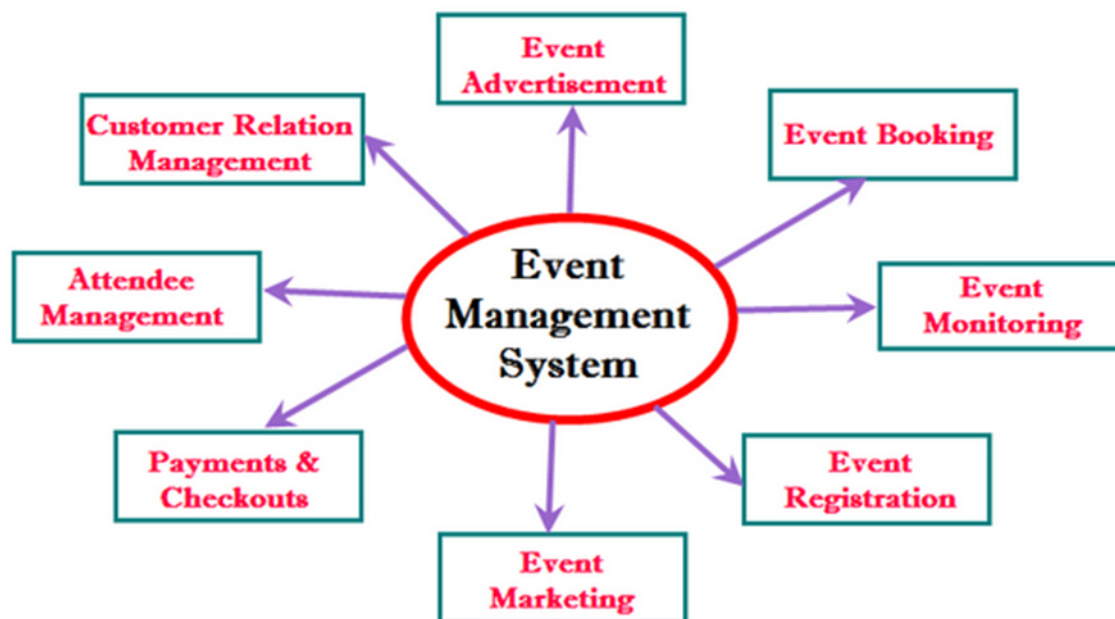 Event
Advertisement
Customer Relation
Management
Event Booking
Event
Management
System
Attendee
Management
Event
Monitoring
Payments &
Checkouts
Event
Registration
Event
Marketing